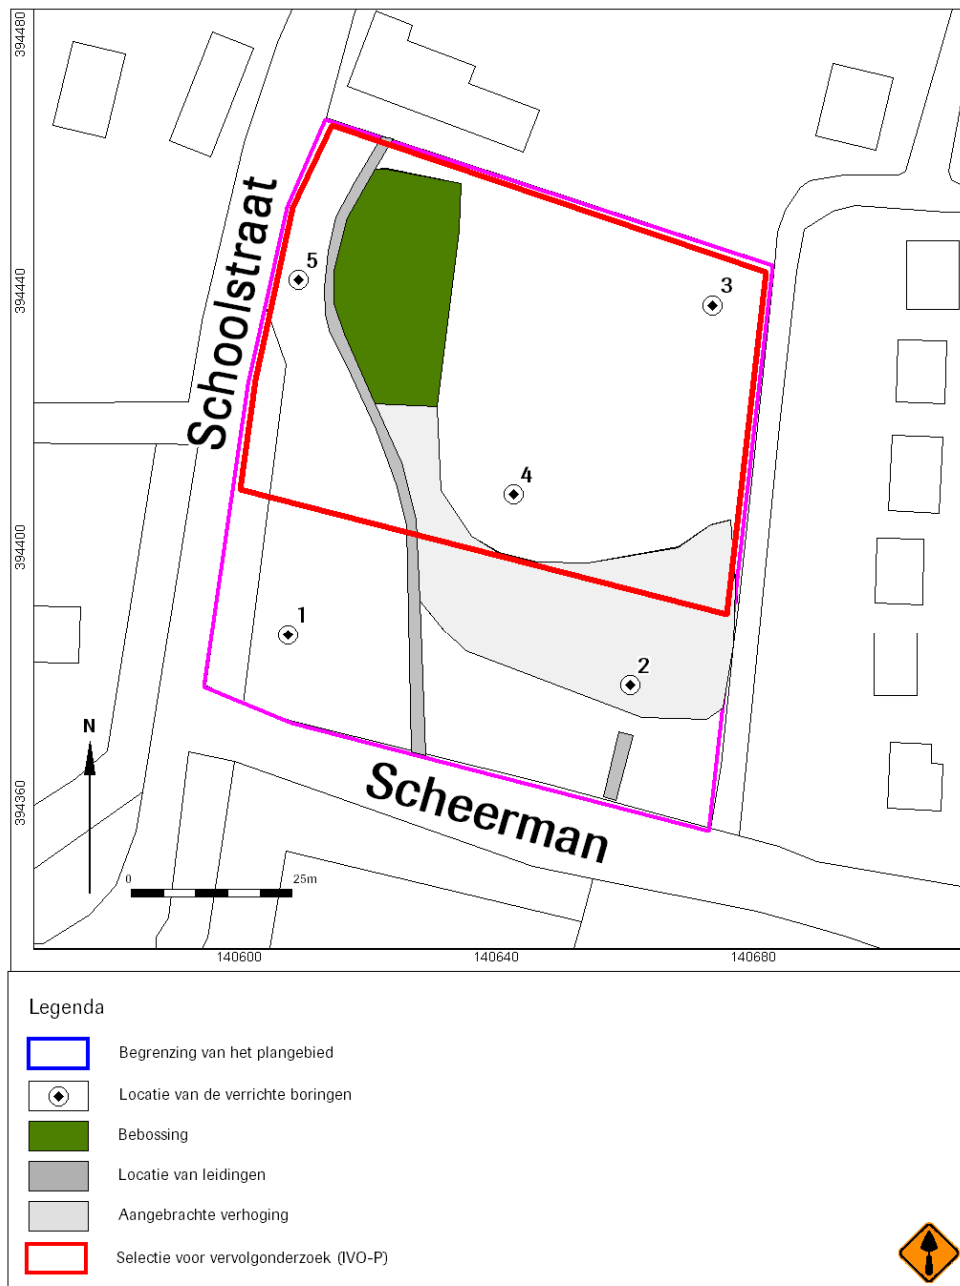 394480
394440
394400
394360
Schoolstraat
5
3
4
1
2
Scheerman
N
0
25m
140600
140640
140680
Legenda
Begrenzing van het plangebied
Locatie van de verrichte boringen
Bebossing
Locatie van leidingen
Aangebrachte verhoging
Selectie voor vervolgonderzoek (IVO-P)